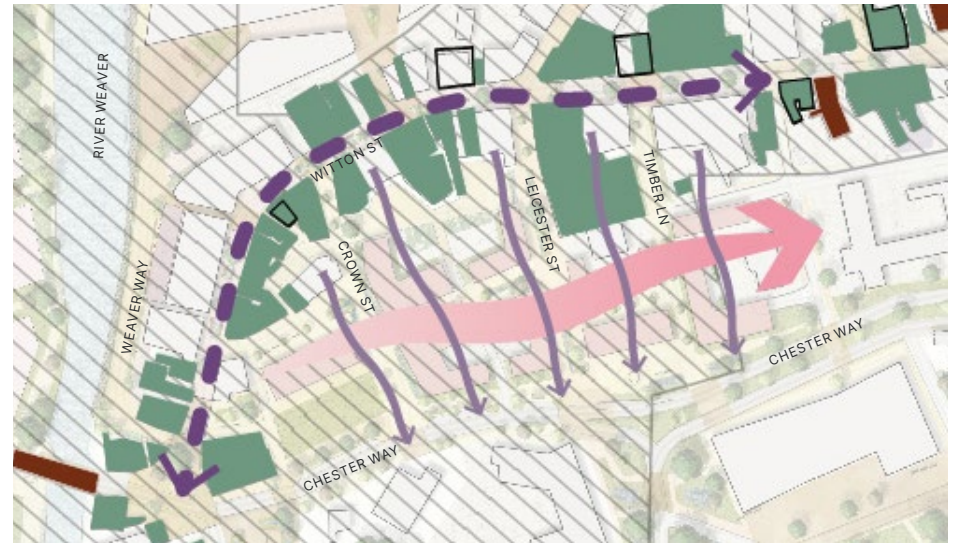 RIVER WEAVER
WITTON ST
TIMBER LN
LEICESTER ST
CROWN ST
WEAVER WAY
CHESTER WAY
CHESTER WAY